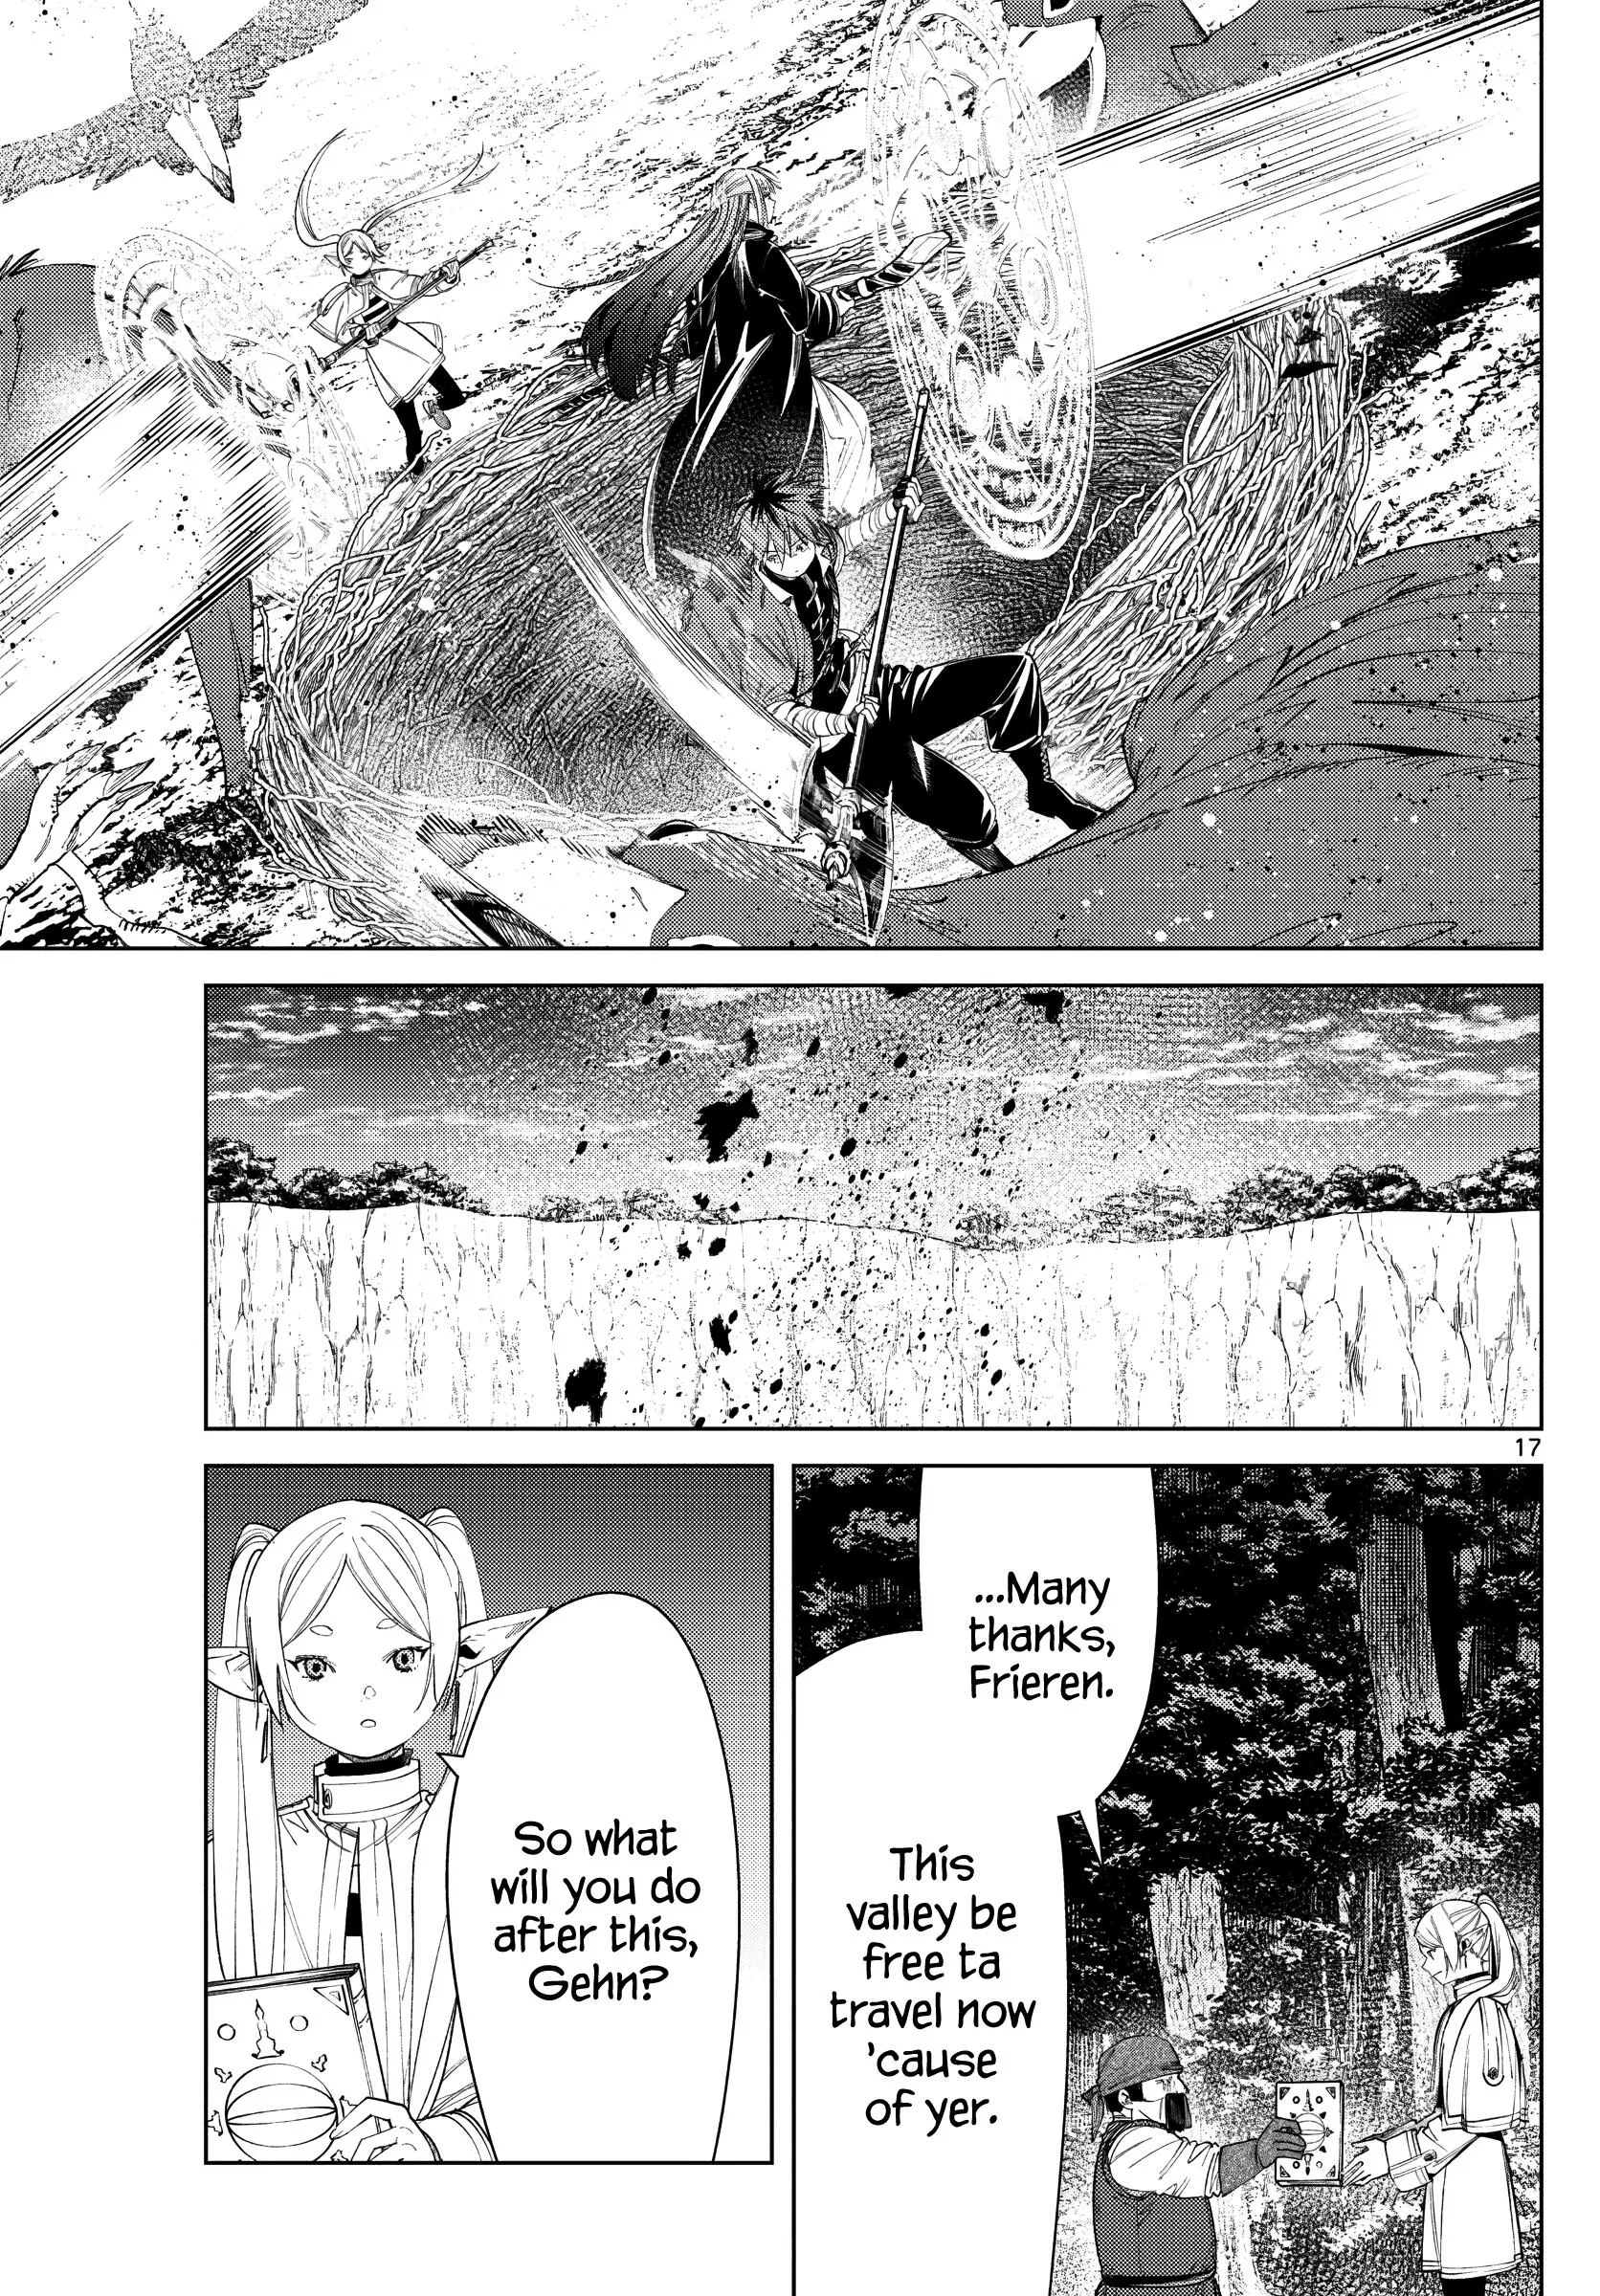 17
...Many
thanks,
Frieren.
This
valley be
free ta
travel now
'cause
of yer.
So what
will you do
after this,
Gehn?